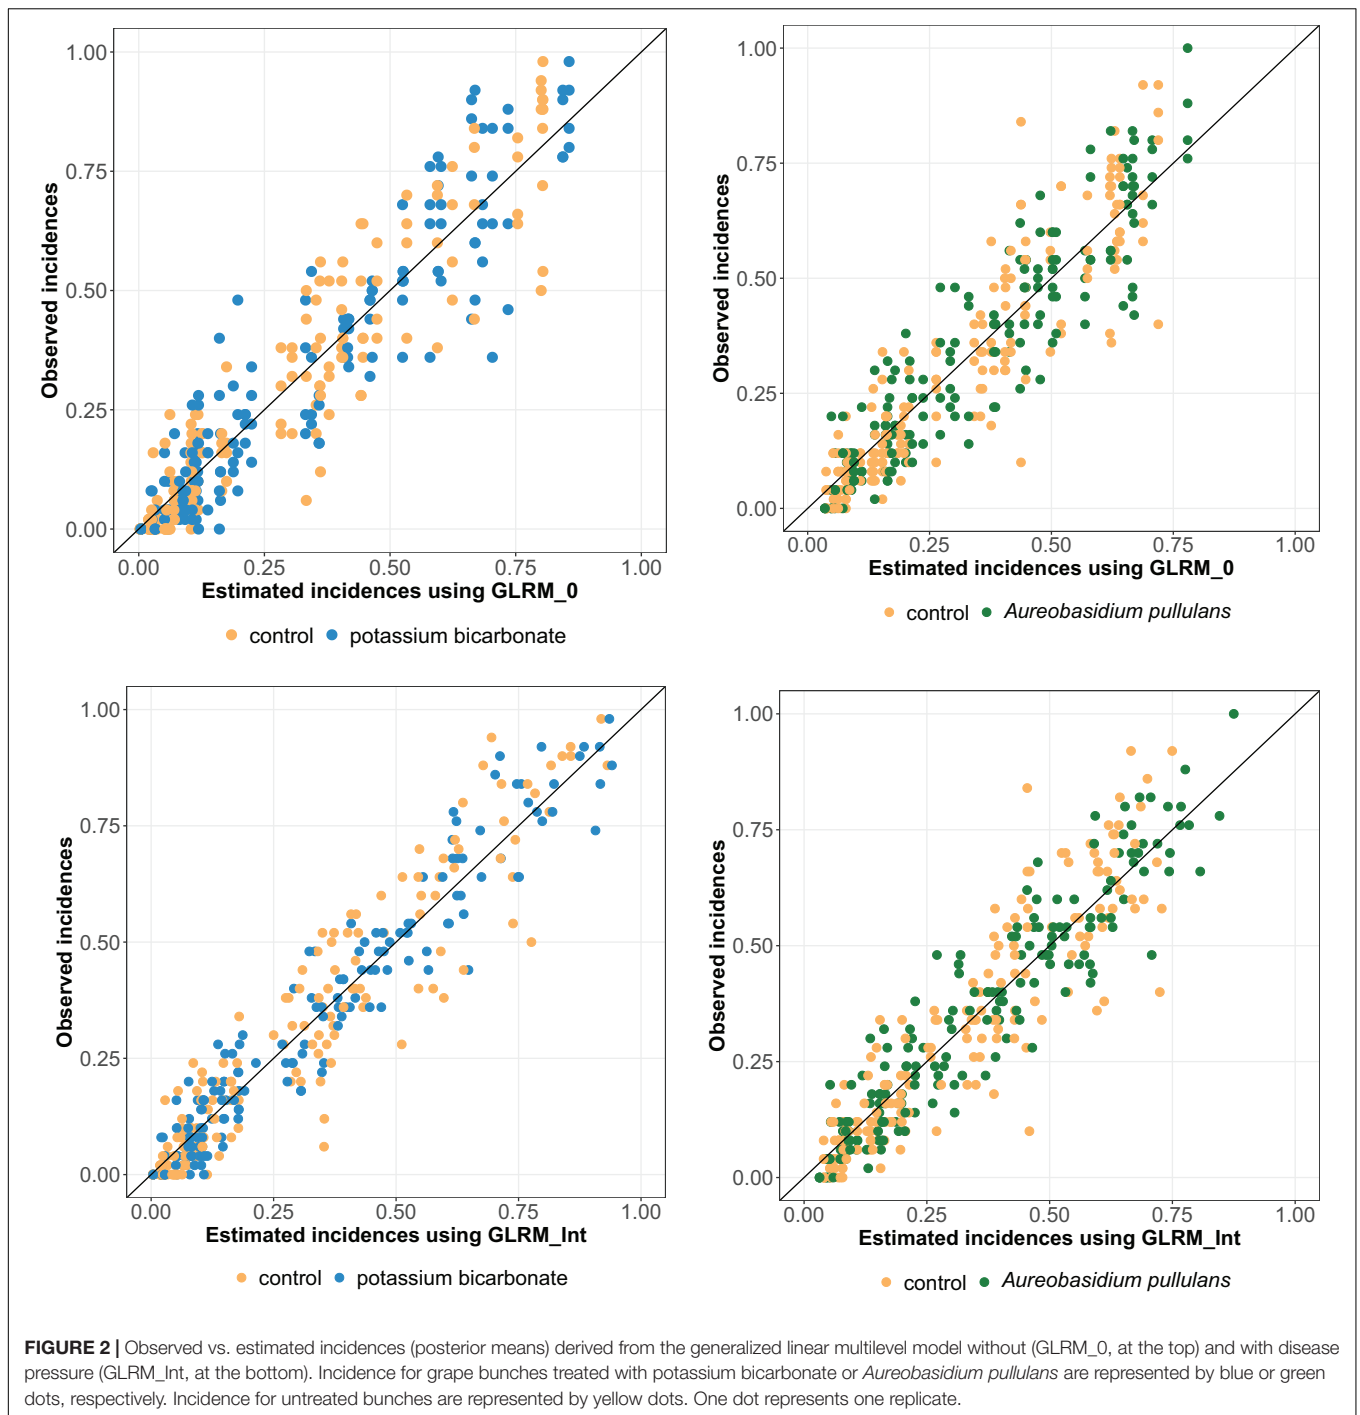 1.00
0.75
0.50
0.25
0.00
Observed incidences
0.00 0.25 0.50 0.75 1.00
Estimated incidences using GLRM_0
control potassium bicarbonate
1.00
0.75
0.50
0.25
0.00
Observed incidences
0.00 0.25 0.50 0.75 1.00
Estimated incidences using GLRM_0
control Aureobasidium pullulans
1.00
0.75
0.50
0.25
0.00
Observed incidences
0.00 0.25 0.50 0.75 1.00
Estimated incidences using GLRM_Int
control potassium bicarbonate
1.00
0.75
0.50
0.25
0.00
Observed incidences
0.00 0.25 0.50 0.75 1.00
Estimated incidences using GLRM_Int
control Aureobasidium pullulans
FIGURE 2 | Observed vs. estimated incidences (posterior means) derived from the generalized linear multilevel model without (GLRM_0, at the top) and with disease
pressure (GLRM_Int, at the bottom). Incidence for grape bunches treated with potassium bicarbonate or Aureobasidium pullulans are represented by blue or green
dots, respectively. Incidence for untreated bunches are represented by yellow dots. One dot represents one replicate.